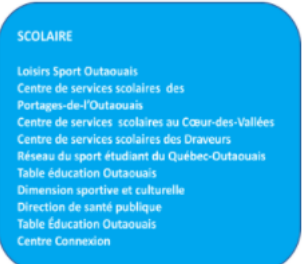 SCOLAIRE
Loisirs Sport Outaouais
Centre de services scolaires des
Portages-de-l'Outaouais
Centre de services scolaires au Cœur-des-Vallées
Centre de services scolaires des Draveurs
Réseau du sport étudiant du Québec-Outaouais
Table éducation Outaouais
Dimension sportive et culturelle
Direction de santé publique
Table Éducation Outaouais
Centre Connexion